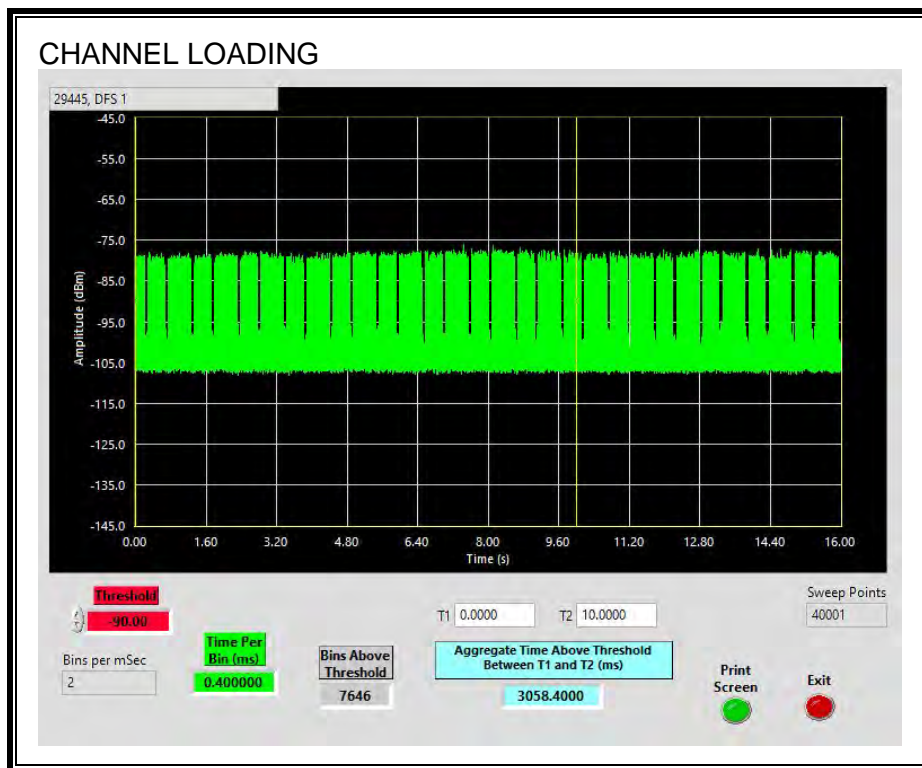 CHANNEL LOADING
29445, DFS 1
-45.0
-55.0
-65.0
-75.0
-85.0
-95.0
-105.0
-115.0
-125.0
-135.0
-145.0
Amplitude (dBm)
0.00 1.60 3.20 4.80 6.40 8.00 9.60 11.20 12.80 14.40 16.00
Time (s)
Threshold
-90.00
Bins per mSec
2
Time Per
Bin (ms)
0.400000
Bins Above
Threshold
7646
T1 0.0000 T2 10.0000
Aggregate Time Above Threshold
Between T1 and T2 (ms)
3058.4000
Sweep Points
40001
Print
Screen
Exit